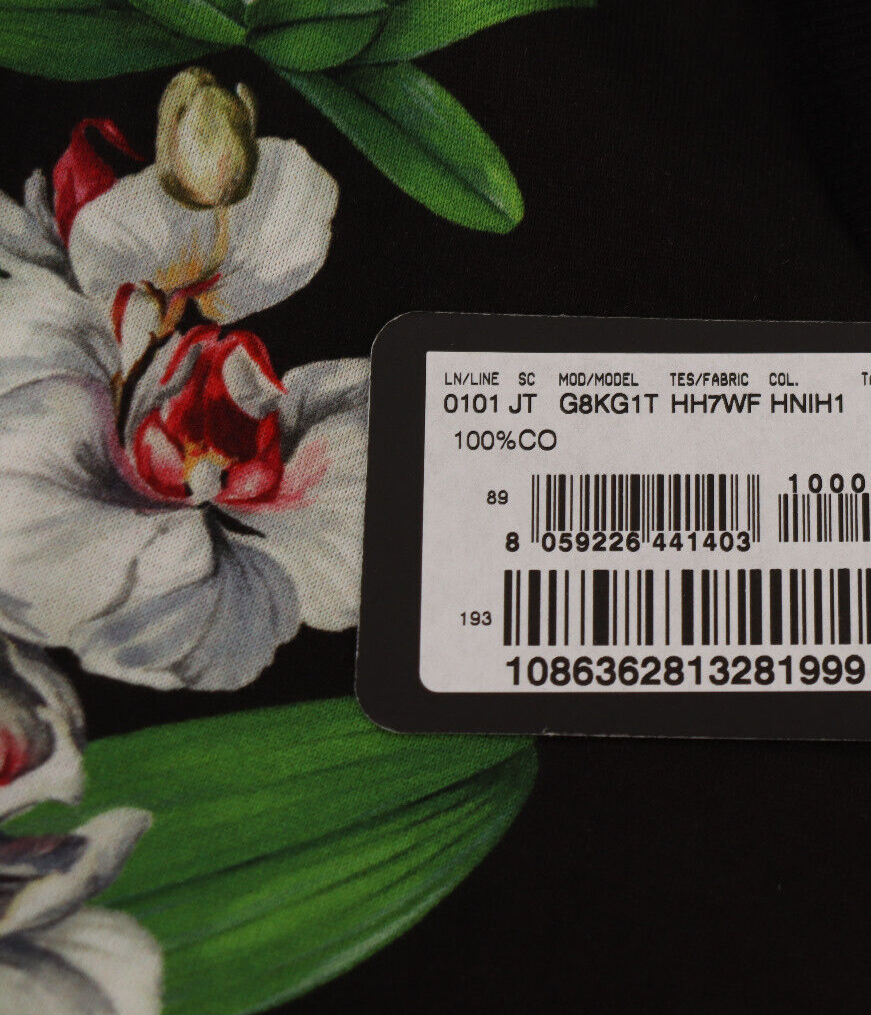 LN/LINE SC MOD/MODEL TES/FABRIC COL.
0101 JT G8KG1T HH7WF HNIH1
100%CO
89
1000
8 059226 441403
193
1086362813281999